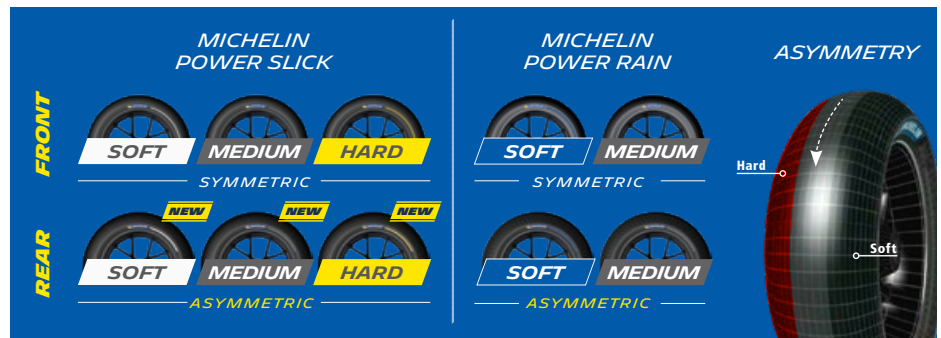 MICHELIN
POWER SLICK
MICHELIN
POWER RAIN
ASYMMETRY
FRONT
SOFT
MEDIUM
HARD
SOFT
MEDIUM
SYMMETRIC
SYMMETRIC
Hard
Soft
REAR
NEW
NEW
NEW
SOFT
MEDIUM
HARD
SOFT
MEDIUM
ASYMMETRIC
ASYMMETRIC